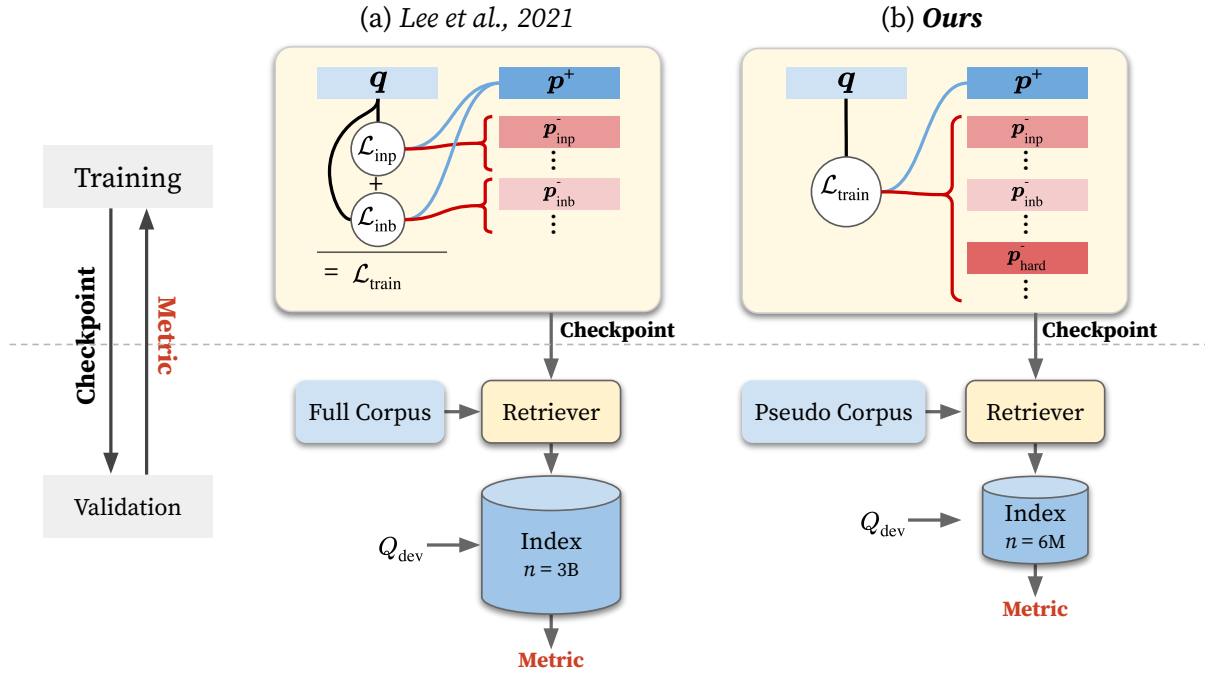 (a) Lee et al., 2021
q
p⁺
𝓛inp
p⁻inp
⋮
+
𝓛inb
p⁻inb
⋮
= 𝓛train
(b) Ours
q
p⁺
𝓛train
p⁻inp
⋮
p⁻inb
⋮
p⁻hard
⋮
Training
Checkpoint
Metric
Validation
Checkpoint
Full Corpus
Retriever
Qdev
Index
n = 3B
Metric
Checkpoint
Pseudo Corpus
Retriever
Qdev
Index
n = 6M
Metric